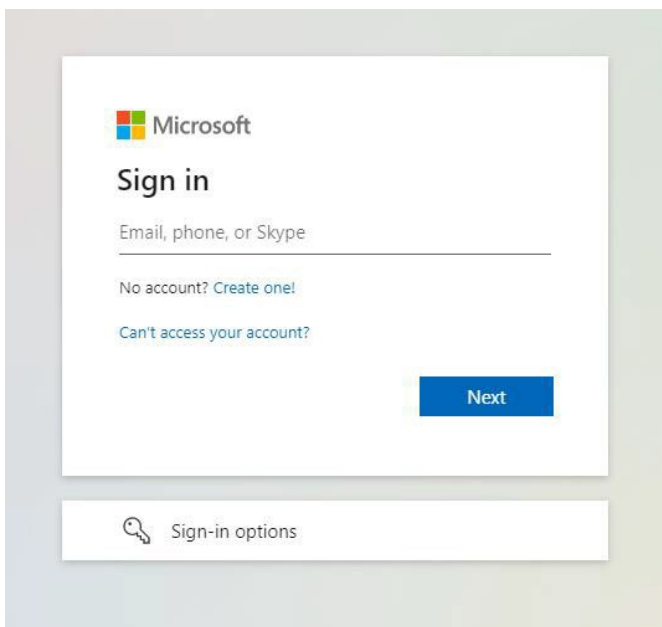 Microsoft
Sign in
Email, phone, or Skype
No account? Create one!
Can't access your account?
Next
Sign-in options